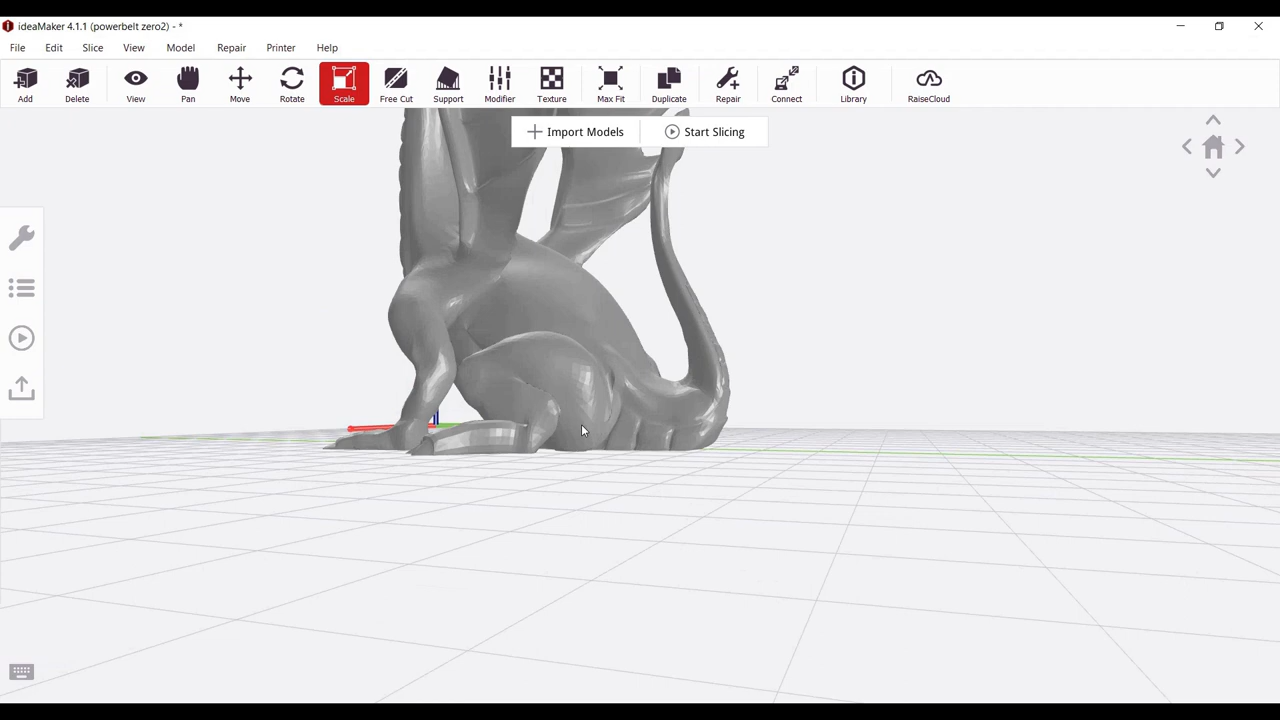 ideaMaker 4.1.1 (powerbelt zero2) - *
File Edit Slice View Model Repair Printer Help
Add Delete View Pan Move Rotate Scale Free Cut Support Modifier Texture Max Fit Duplicate Repair Connect Library RaiseCloud
Import Models Start Slicing